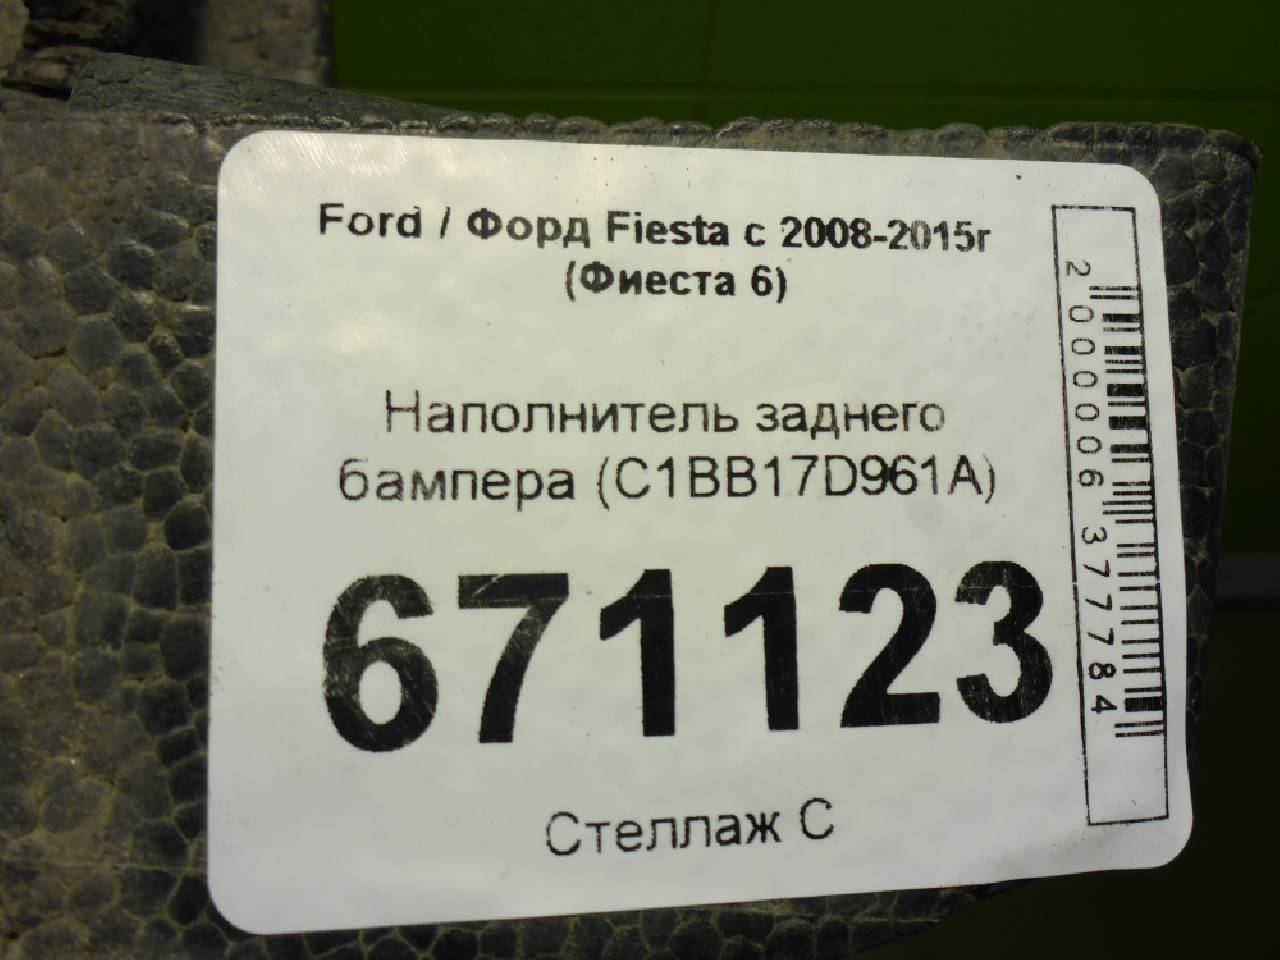 Ford / Форд Fiesta с 2008-2015г
(Фиеста 6)
Наполнитель заднего
бампера (C1BB17D961A)
671123
Стеллаж С
2000006377784